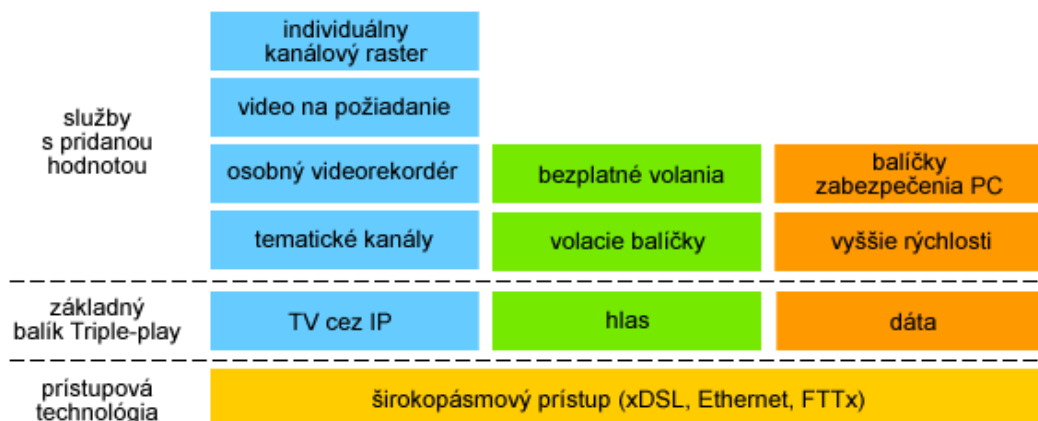 individuálny
kanálový raster
služby
s pridanou
hodnotou
video na požiadanie
osobný videorekordér
bezplatné volania
balíčky
zabezpečenia PC
tematické kanály
volacie balíčky
vyššie rýchlosti
základný
balík Triple-play
TV cez IP
hlas
dáta
prístupová
technológia
širokopásmový prístup (xDSL, Ethernet, FTTx)